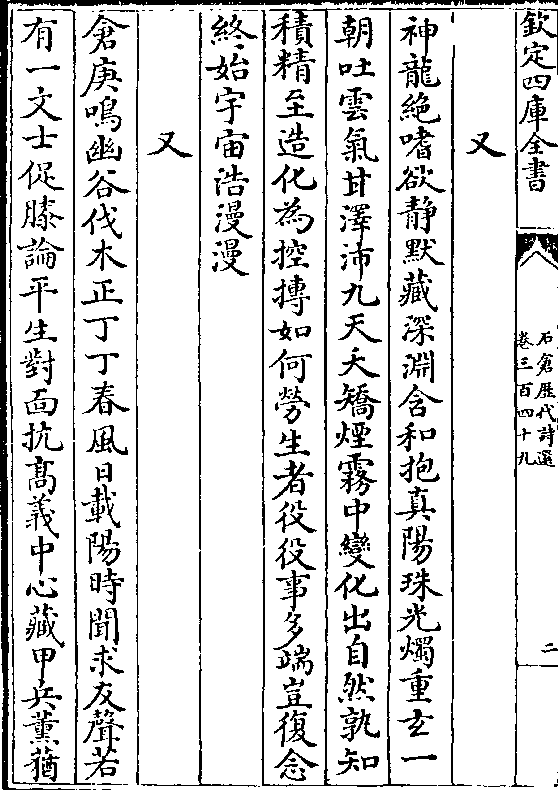 欽定四庫全書
石倉歷代詩選
卷三百四十九
二
又
神龍絶嗜欲静默藏深淵含和抱真陽珠光燭重玄一
朝吐雲氣甘澤沛九天夭矯煙霧中變化出自然孰知
積精至造化為控摶如何勞生者役役事多端豈復念
終始宇宙浩漫漫
又
倉庚鳴幽谷伐木正丁丁春風日載陽時聞求友聲若
有一文士促膝論平生對面抗髙義中心藏甲兵薰蕕